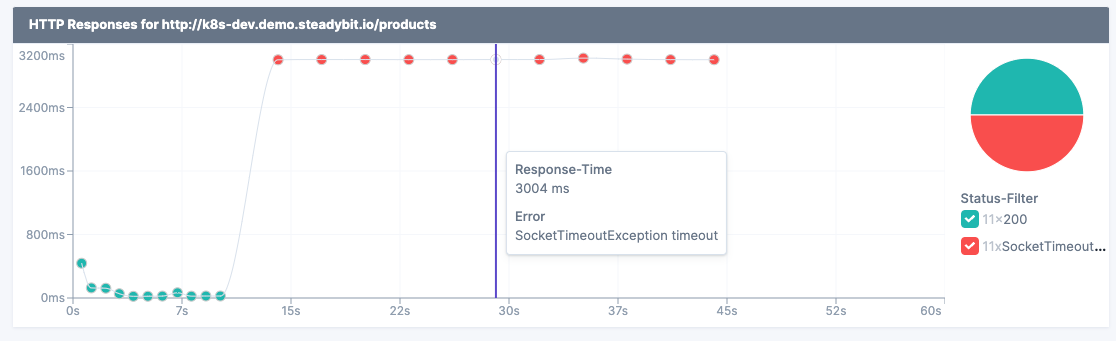 HTTP Responses for http://k8s-dev.demo.steadybit.io/products
3200ms
2400ms
1600ms
800ms
0ms
0s
7s
15s
22s
30s
37s
45s
52s
60s
Response-Time
3004 ms
Error
SocketTimeoutException timeout
Status-Filter
11×200
11xSocketTimeout...